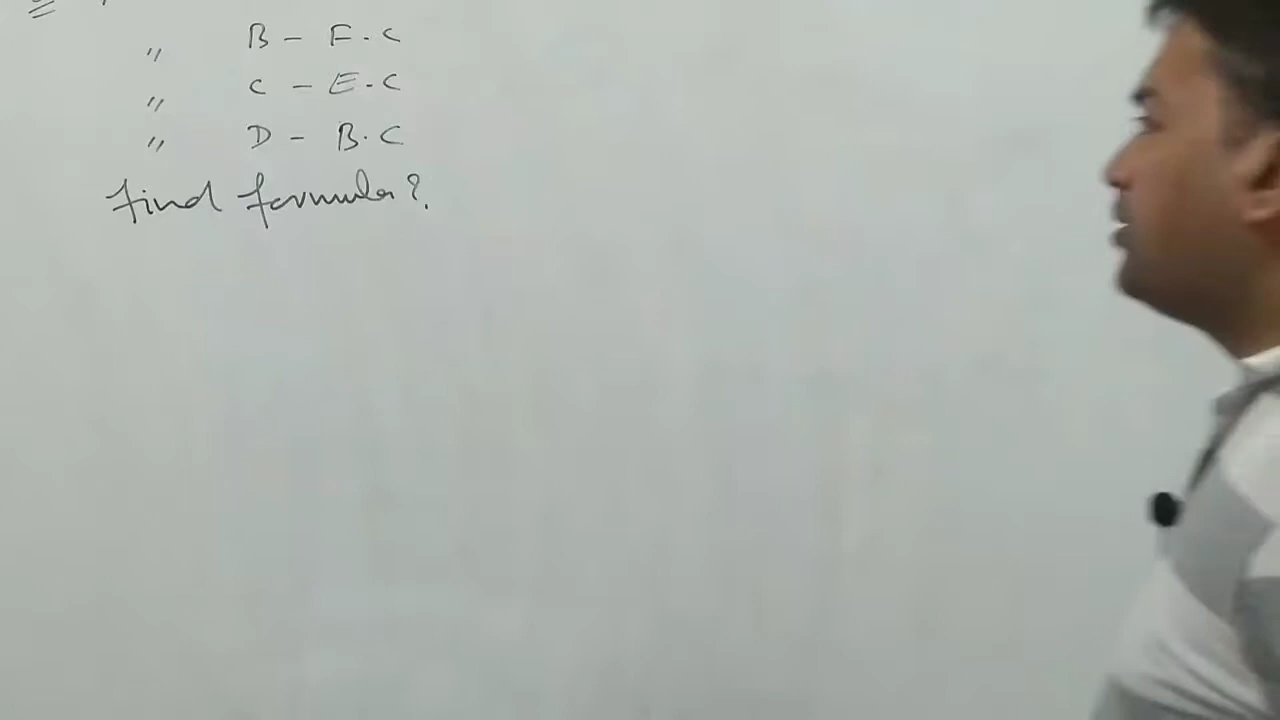 〃 B - F.C
〃 C - E.C
〃 D - B.C
find formula?